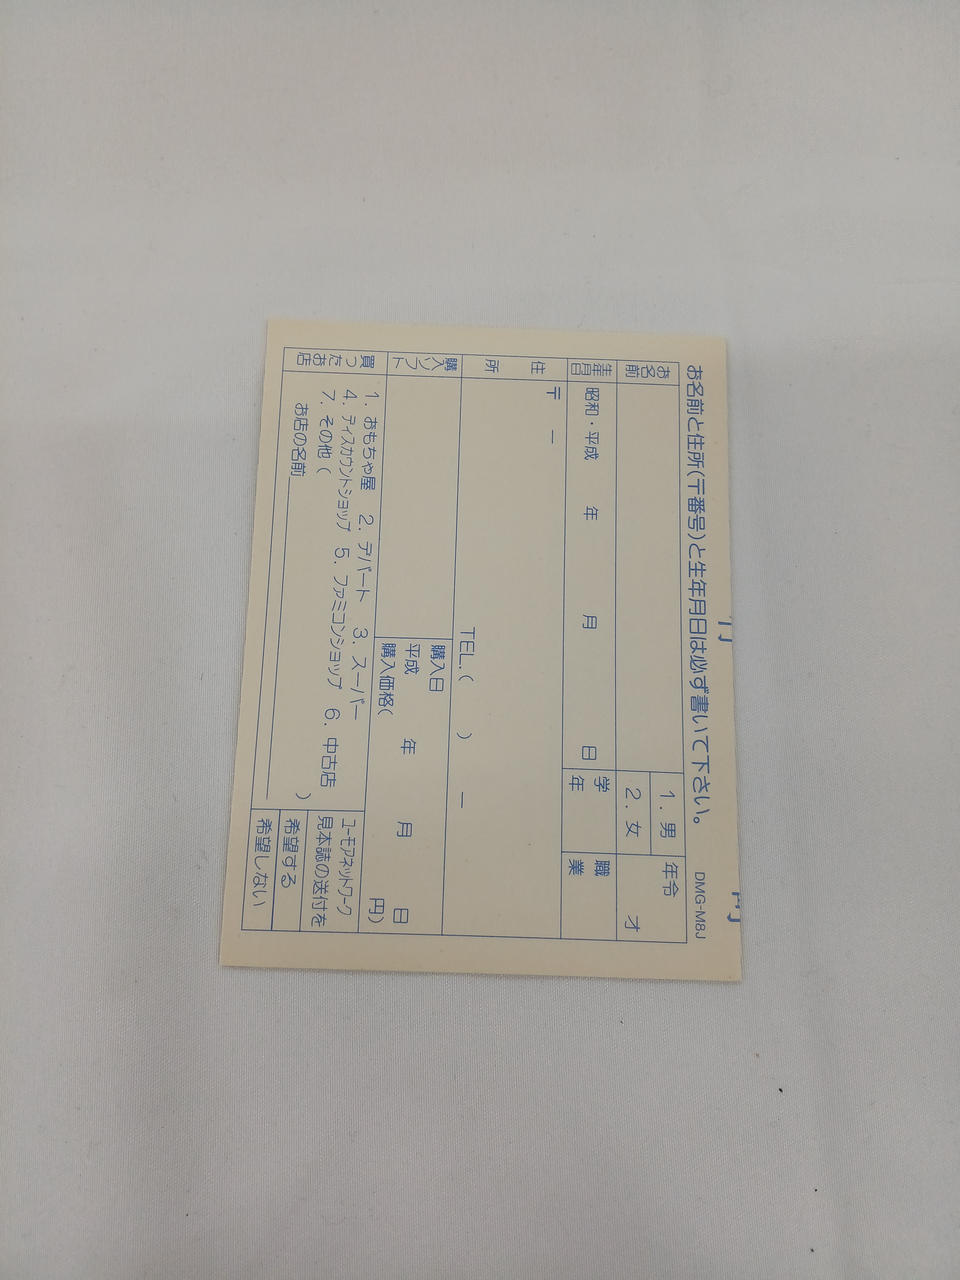 お名前と住所(〒番号)と生年月日は必ず書いて下さい。 DMG-M8J
お名前
1. 男
2. 女
年令
才
生年月日
昭和・平成 年 月 日
学年
職業
住所
〒 －
TEL.( ) －
購入ソフト
購入日
平成 年 月 日
購入価格( 円)
買ったお店
1. おもちゃ屋 2. デパート 3. スーパー
4. ディスカウントショップ 5. ファミコンショップ 6. 中古店
7. その他 ( )
お店の名前
ユーモアネットワーク
見本誌の送付を
希望する
希望しない